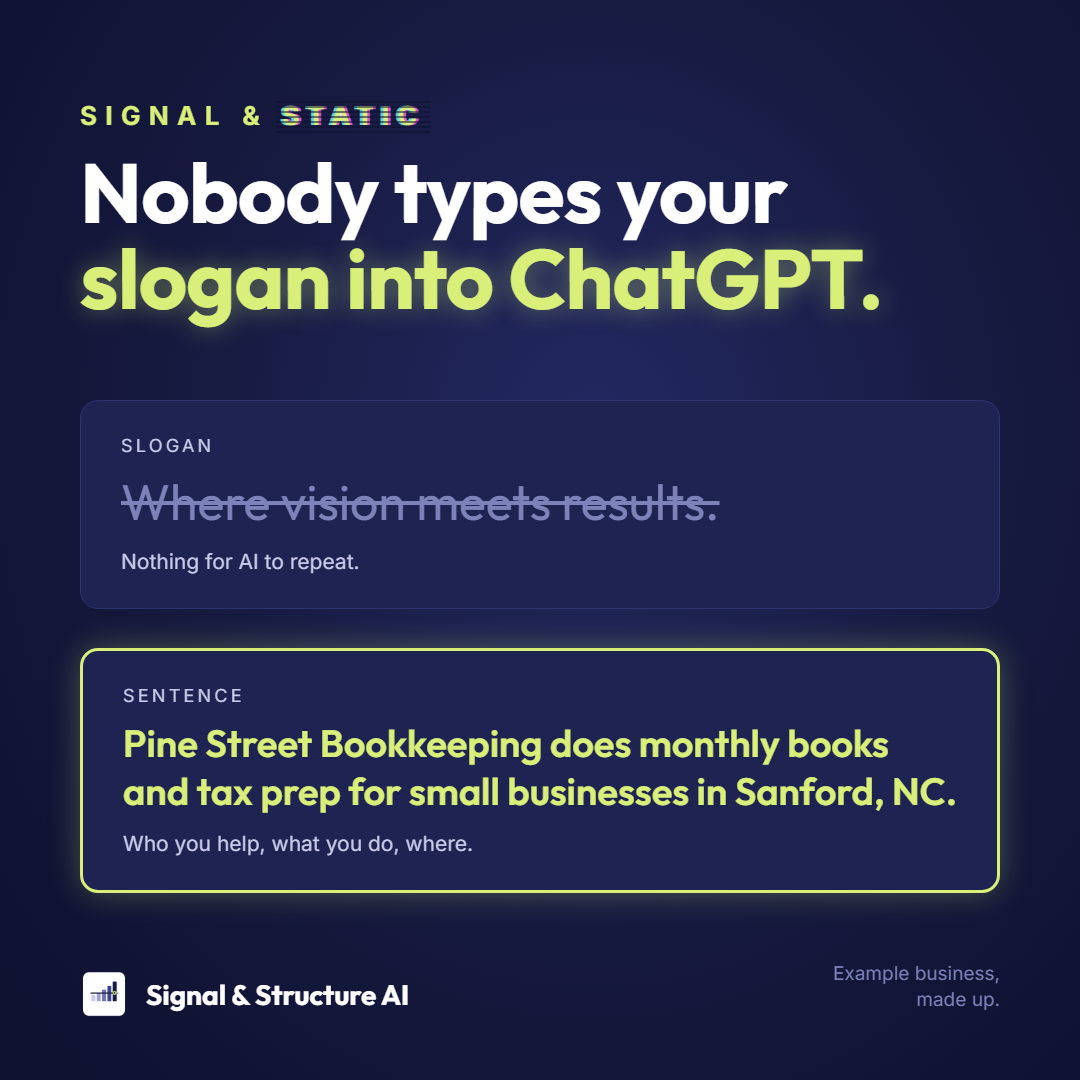 SIGNAL & STATIC
Nobody types your
slogan into ChatGPT.
SLOGAN
Where vision meets results.
Nothing for AI to repeat.
SENTENCE
Pine Street Bookkeeping does monthly books
and tax prep for small businesses in Sanford, NC.
Who you help, what you do, where.
Signal & Structure AI
Example business,
made up.